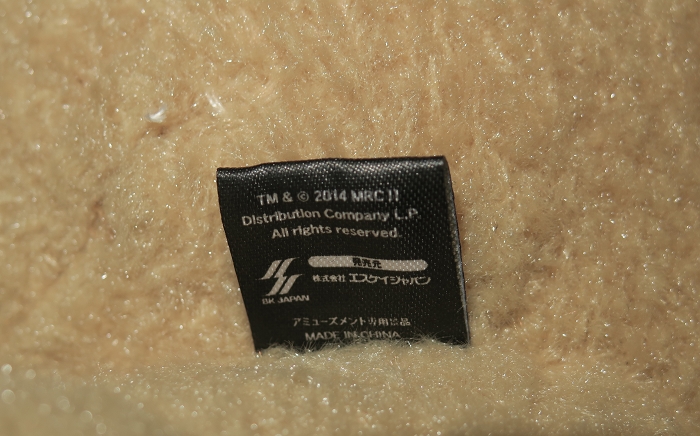 TM & © 2014 MRC II
Distribution Company L.P.
All rights reserved.
発売元
株式会社 エスケイジャパン
SK JAPAN
アミューズメント専用景品
MADE IN CHINA